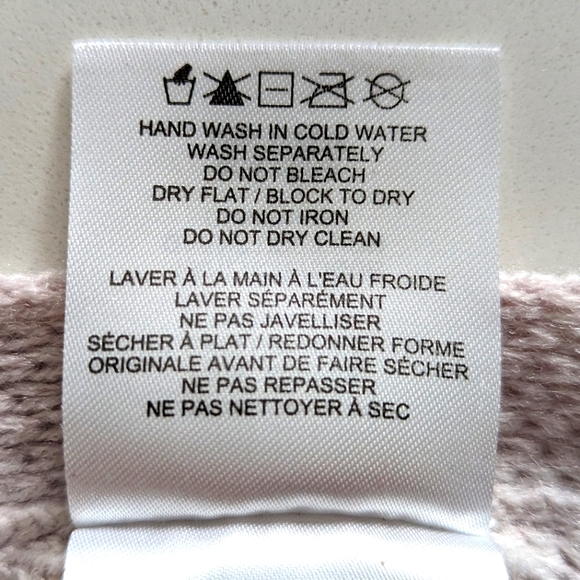 HAND WASH IN COLD WATER
WASH SEPARATELY
DO NOT BLEACH
DRY FLAT / BLOCK TO DRY
DO NOT IRON
DO NOT DRY CLEAN
LAVER À LA MAIN À L'EAU FROIDE
LAVER SÉPARÉMENT
NE PAS JAVELLISER
SÉCHER À PLAT / REDONNER FORME
ORIGINALE AVANT DE FAIRE SÉCHER
NE PAS REPASSER
NE PAS NETTOYER À SEC